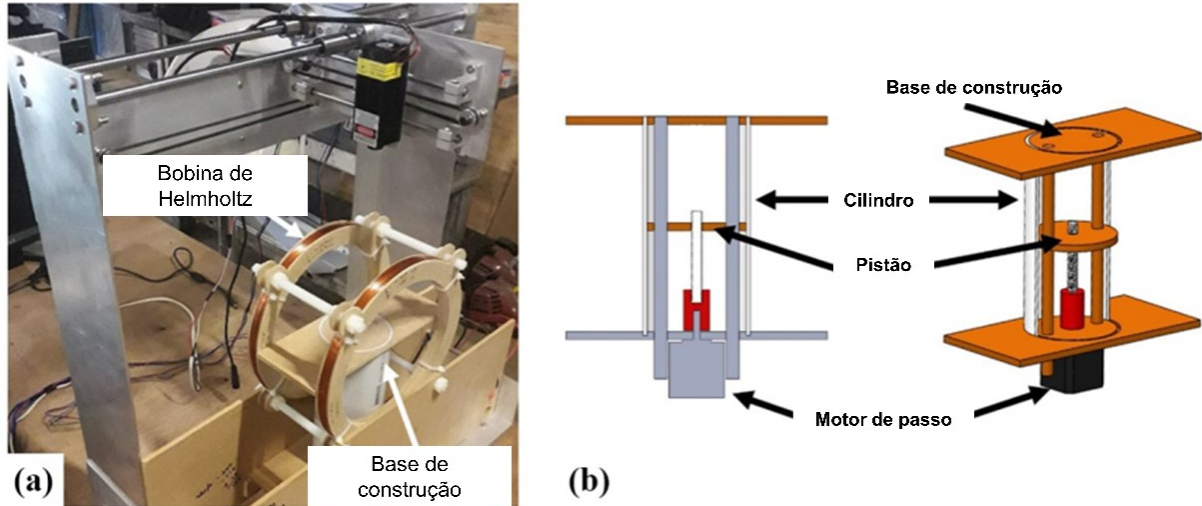 Bobina de
Helmholtz
Base de
construção
(a)
Base de construção
Cilindro
Pistão
Motor de passo
(b)